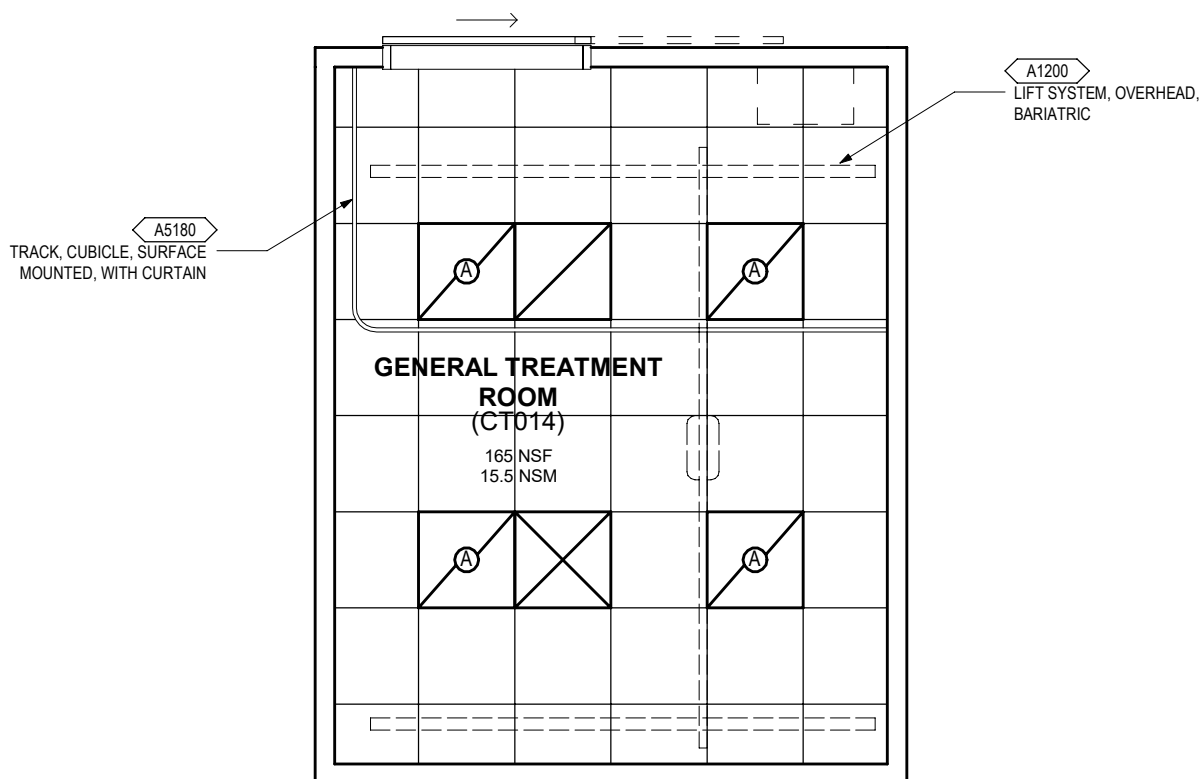 A1200
LIFT SYSTEM, OVERHEAD,
BARIATRIC
A5180
TRACK, CUBICLE, SURFACE
MOUNTED, WITH CURTAIN
A
A
GENERAL TREATMENT
ROOM
(CT014)
165 NSF
15.5 NSM
A
A